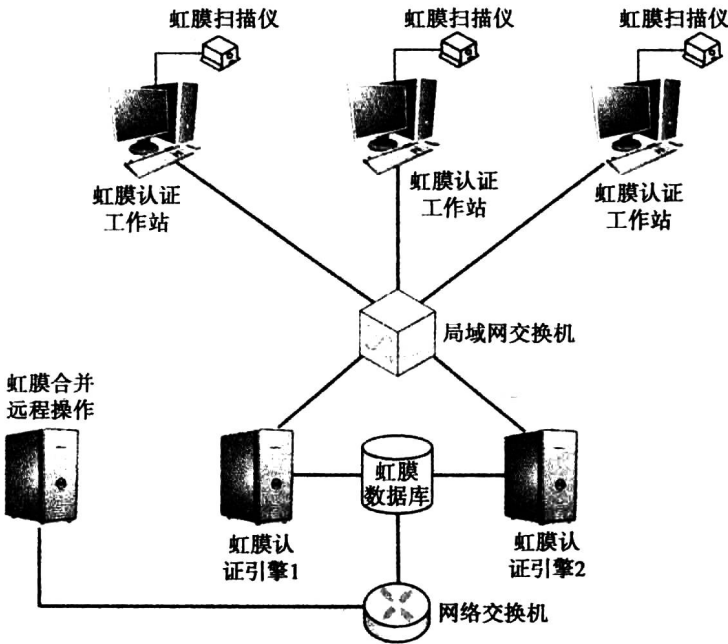 虹膜扫描仪
虹膜扫描仪
虹膜扫描仪
虹膜认证
工作站
虹膜认证
工作站
虹膜认证
工作站
局域网交换机
虹膜合并
远程操作
虹膜
数据库
虹膜认
证引擎1
虹膜认
证引擎2
网络交换机